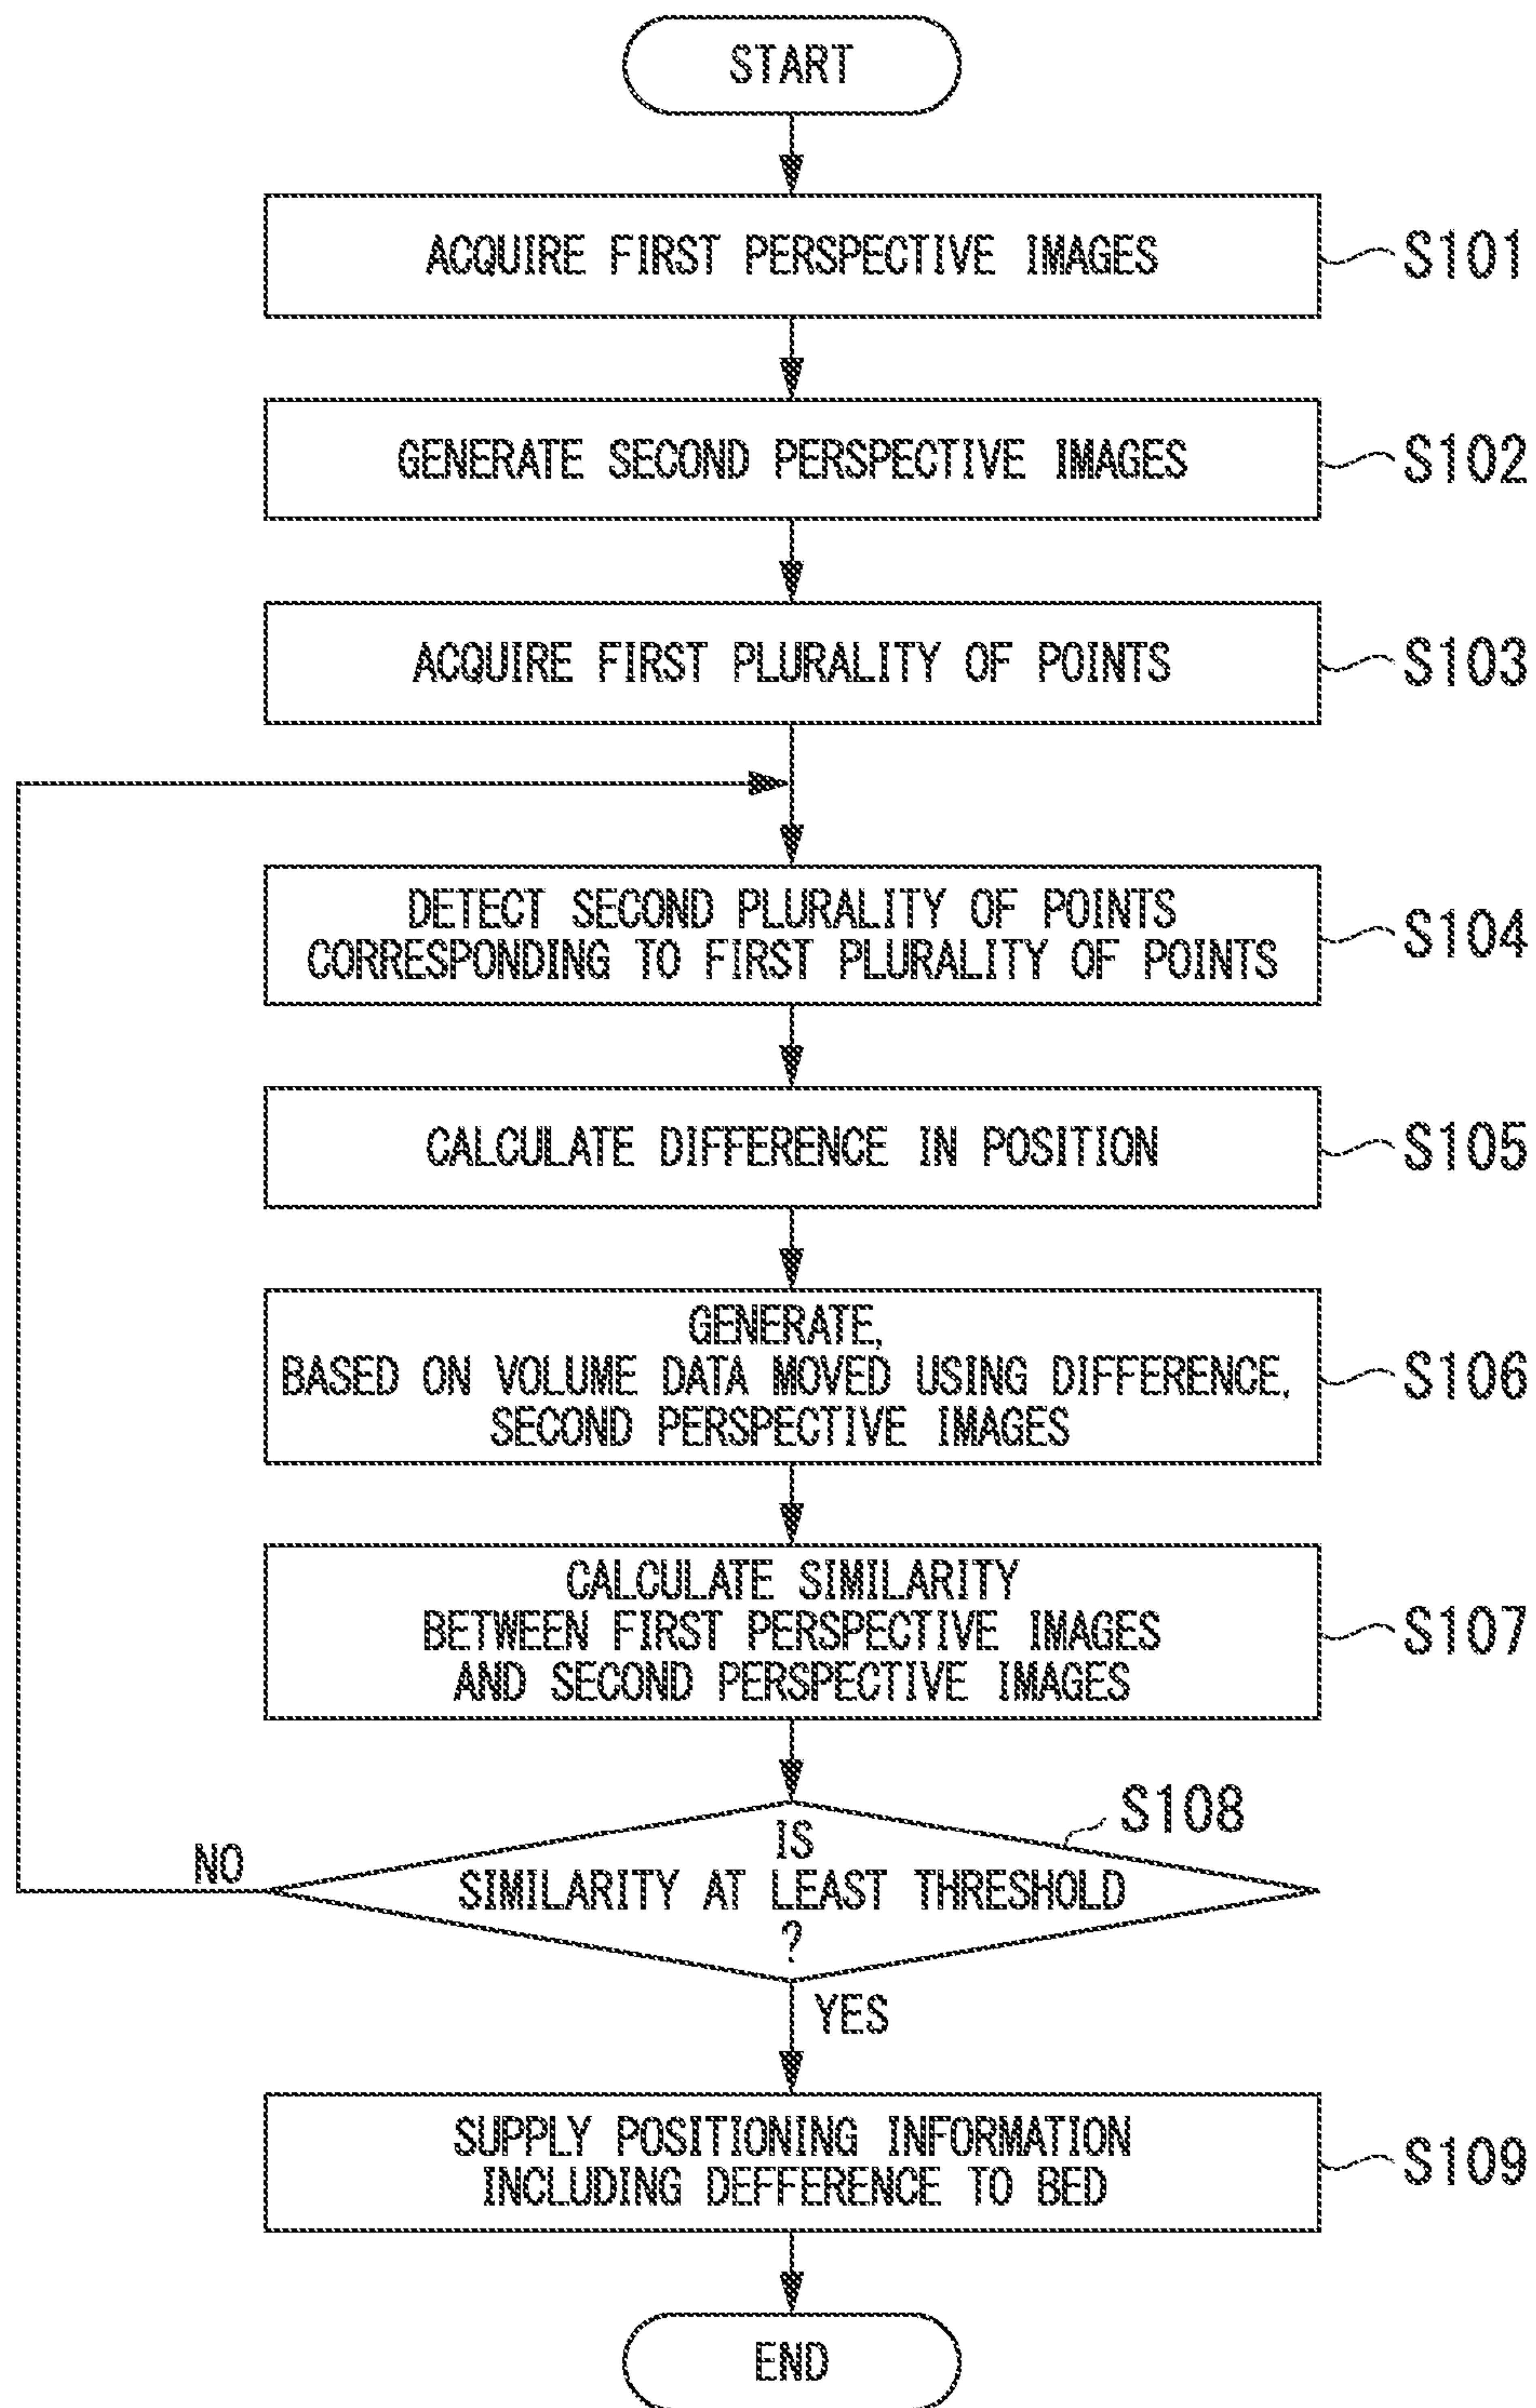 START
ACQUIRE FIRST PERSPECTIVE IMAGES
S101
GENERATE SECOND PERSPECTIVE IMAGES
S102
ACQUIRE FIRST PLURALITY OF POINTS
S103
DETECT SECOND PLURALITY OF POINTS
CORRESPONDING TO FIRST PLURALITY OF POINTS
S104
CALCULATE DIFFERENCE IN POSITION
S105
GENERATE,
BASED ON VOLUME DATA MOVED USING DIFFERENCE,
SECOND PERSPECTIVE IMAGES
S106
CALCULATE SIMILARITY
BETWEEN FIRST PERSPECTIVE IMAGES
AND SECOND PERSPECTIVE IMAGES
S107
S108
IS
SIMILARITY AT LEAST THRESHOLD
?
NO
YES
SUPPLY POSITIONING INFORMATION
INCLUDING DEFFERENCE TO BED
S109
END